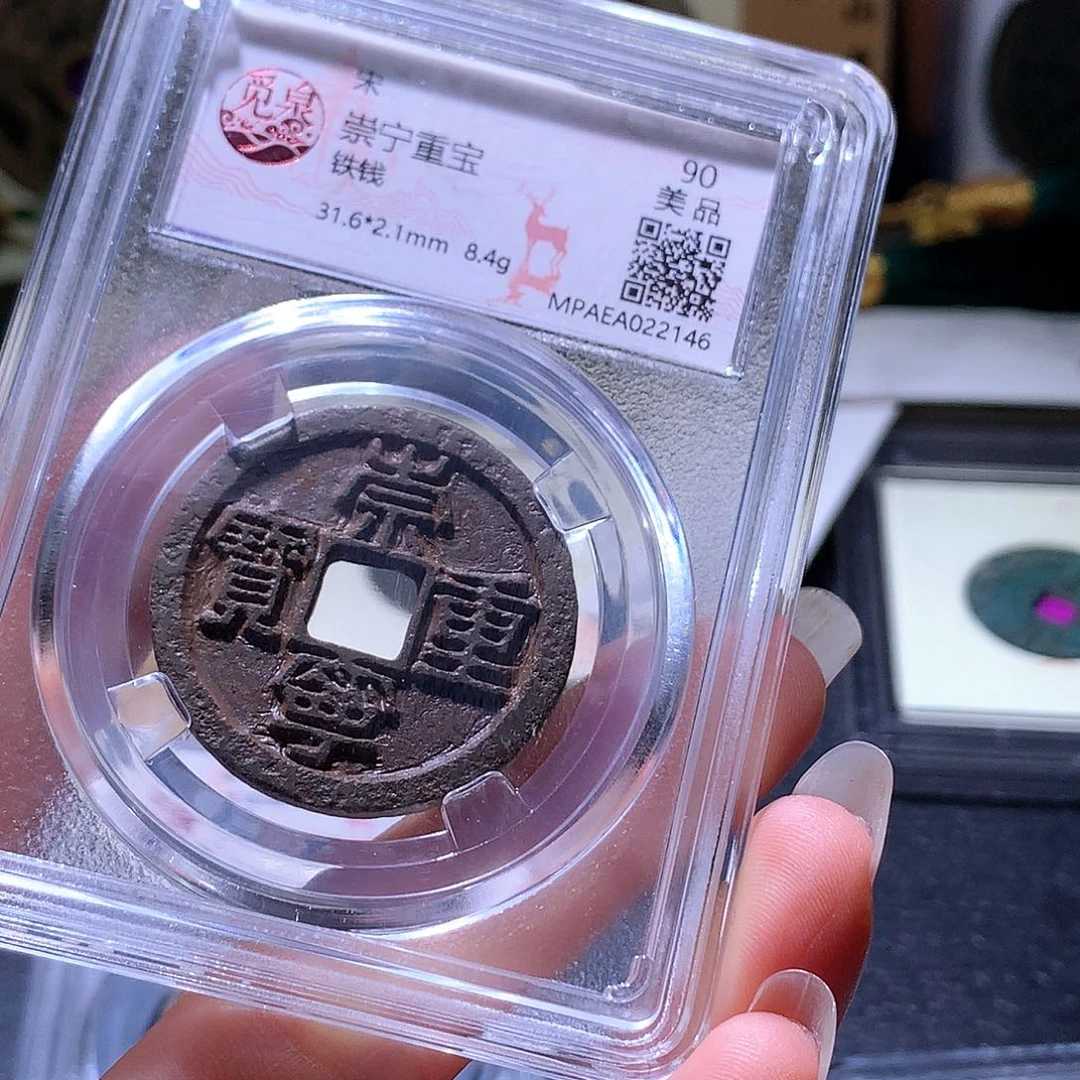 觅泉
宋
崇宁重宝
铁钱
31.6*2.1mm 8.4g
90
美品
MPAEA022146
崇
寧
重
寳